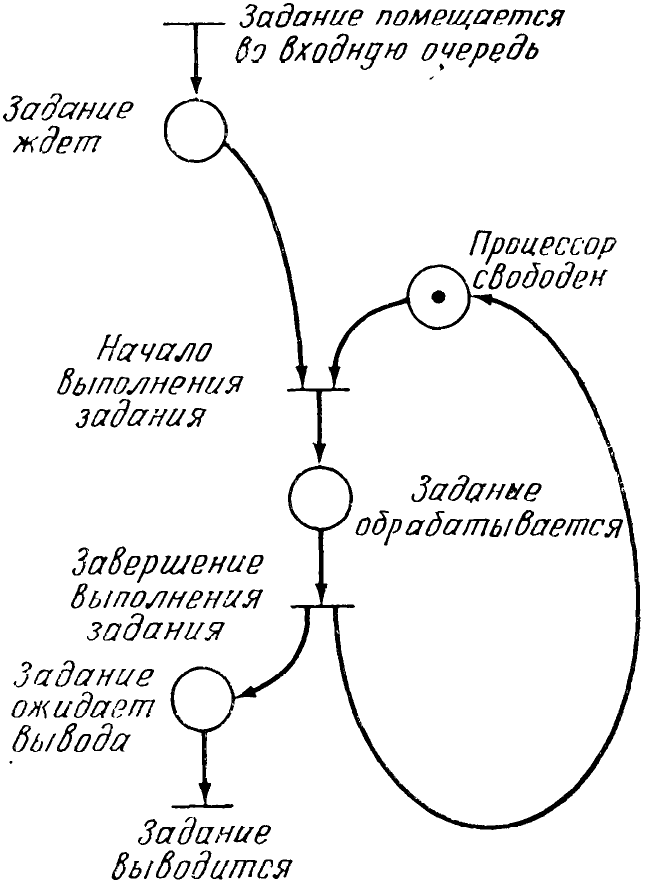 Задание помещается
во входную очередь
Задание
ждет
Процессор
свободен
Начало
выполнения
задания
Задание
обрабатывается
Завершение
выполнения
задания
Задание
ожидает
вывода
Задание
выводится